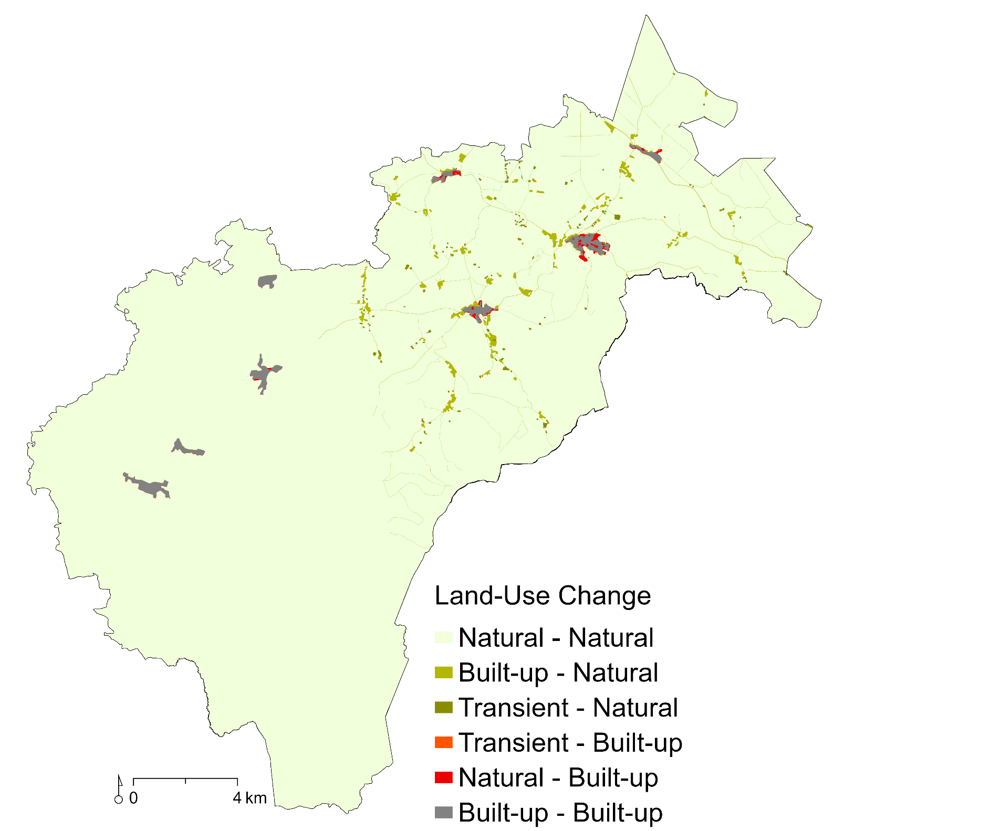 Land-Use Change
Natural - Natural
Built-up - Natural
Transient - Natural
Transient - Built-up
Natural - Built-up
Built-up - Built-up
0 4 km